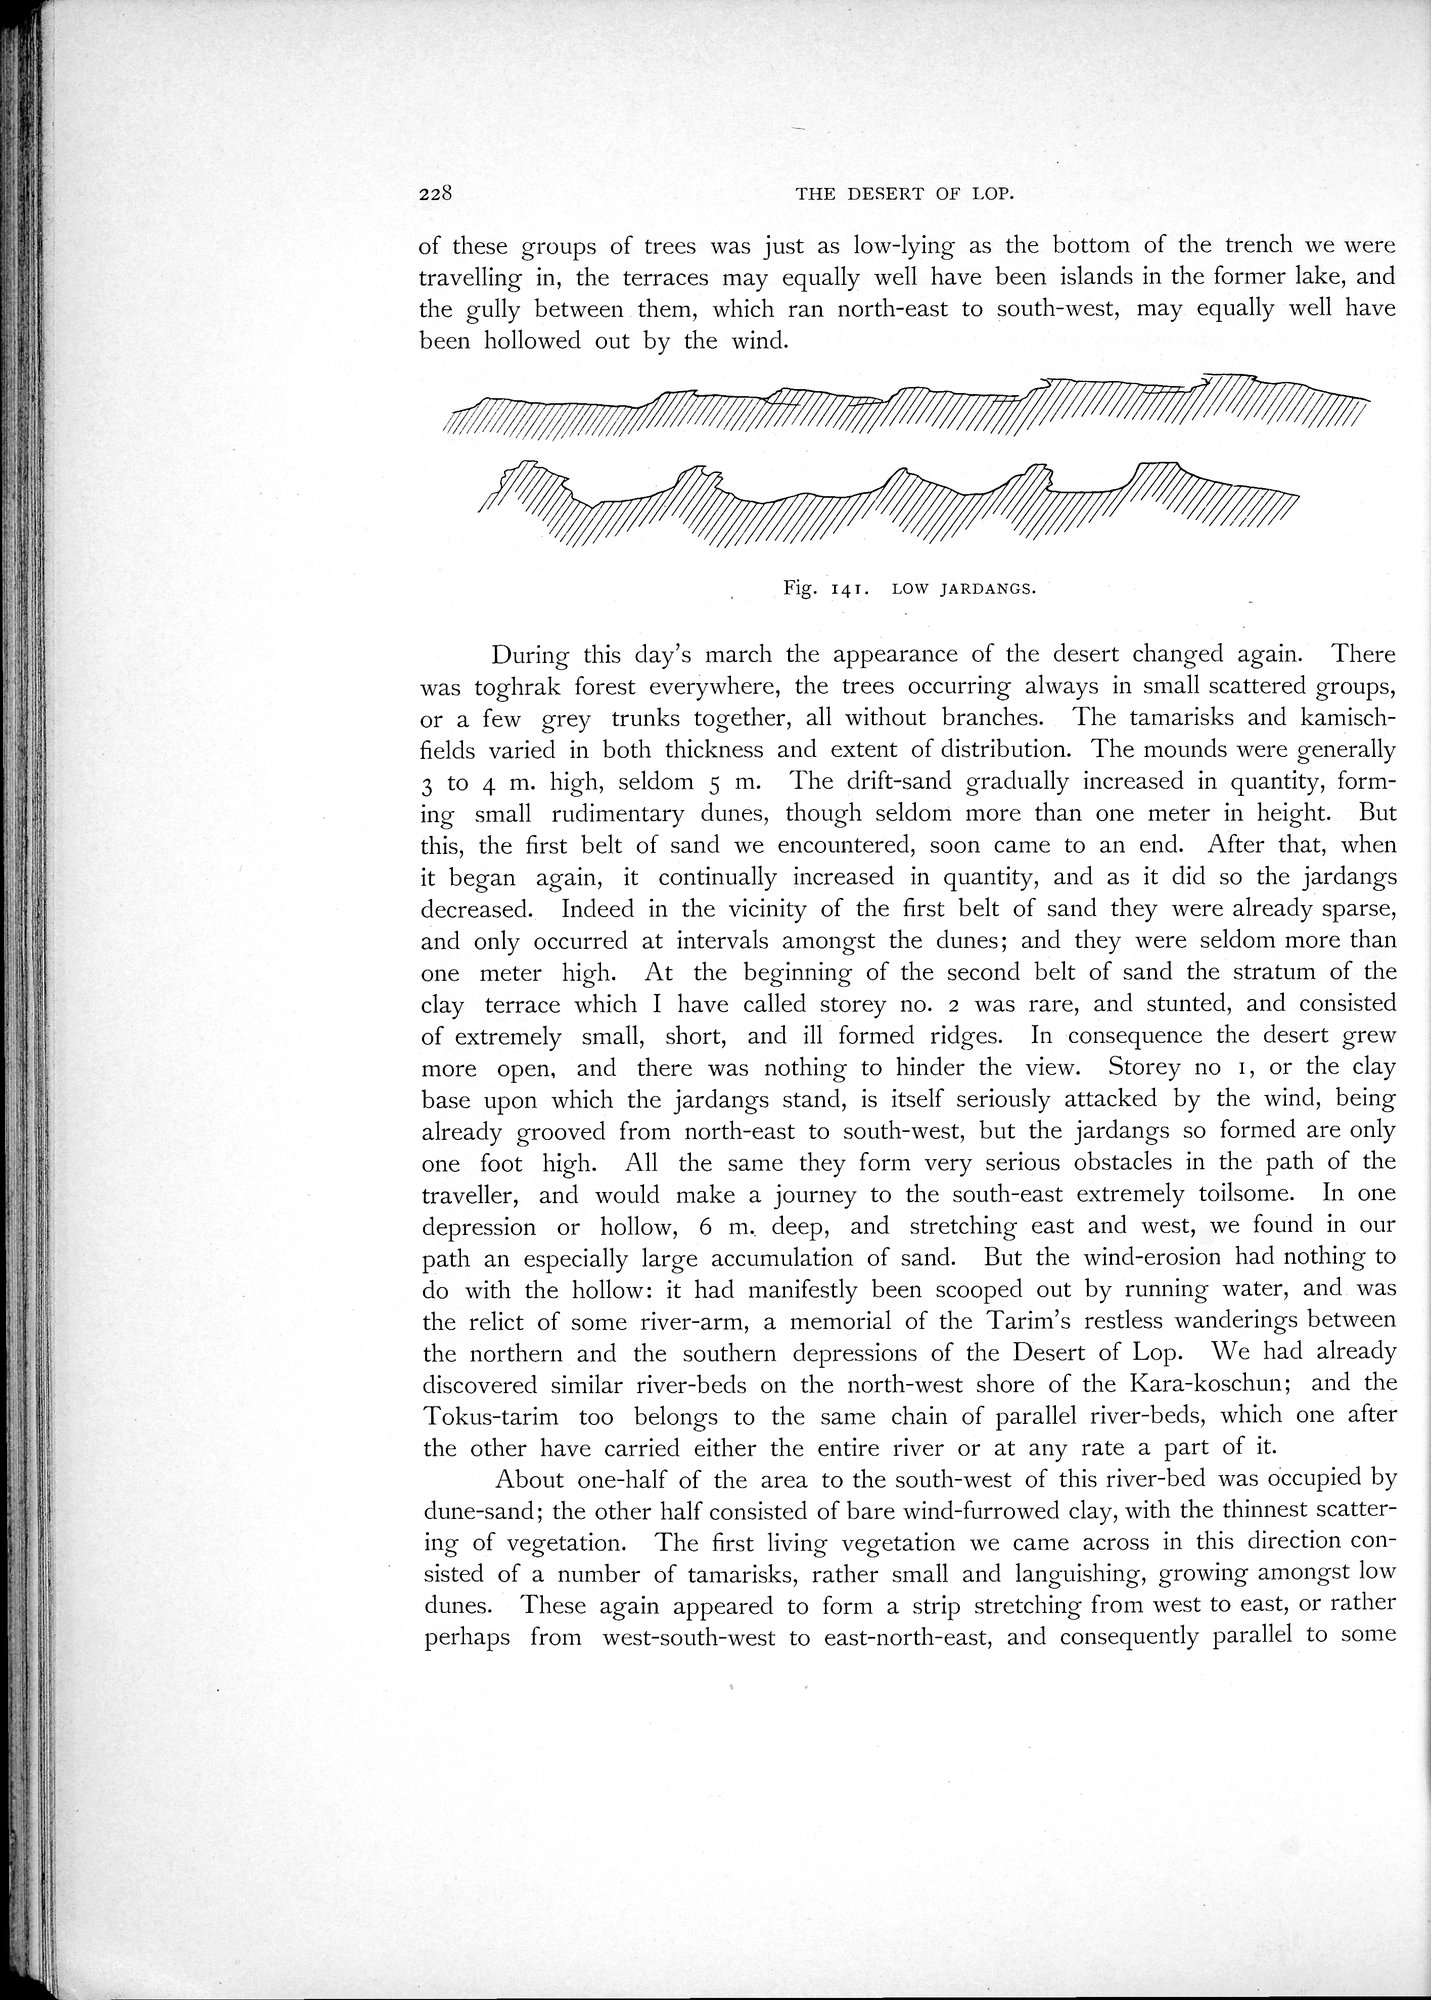 228 THE DESERT OF LOP.
of these groups of trees was just as low-lying as the bottom of the trench we were
travelling in, the terraces may equally well have been islands in the former lake, and
the gully between them, which ran north-east to south-west, may equally well have
been hollowed out by the wind.
Fig. 141. LOW JARDANGS.
During this day's march the appearance of the desert changed again. There
was toghrak forest everywhere, the trees occurring always in small scattered groups,
or a few grey trunks together, all without branches. The tamarisks and kamisch-
fields varied in both thickness and extent of distribution. The mounds were generally
3 to 4 m. high, seldom 5 m. The drift-sand gradually increased in quantity, form-
ing small rudimentary dunes, though seldom more than one meter in height. But
this, the first belt of sand we encountered, soon came to an end. After that, when
it began again, it continually increased in quantity, and as it did so the jardangs
decreased. Indeed in the vicinity of the first belt of sand they were already sparse,
and only occurred at intervals amongst the dunes; and they were seldom more than
one meter high. At the beginning of the second belt of sand the stratum of the
clay terrace which I have called storey no. 2 was rare, and stunted, and consisted
of extremely small, short, and ill formed ridges. In consequence the desert grew
more open, and there was nothing to hinder the view. Storey no 1, or the clay
base upon which the jardangs stand, is itself seriously attacked by the wind, being
already grooved from north-east to south-west, but the jardangs so formed are only
one foot high. All the same they form very serious obstacles in the path of the
traveller, and would make a journey to the south-east extremely toilsome. In one
depression or hollow, 6 m. deep, and stretching east and west, we found in our
path an especially large accumulation of sand. But the wind-erosion had nothing to
do with the hollow: it had manifestly been scooped out by running water, and was
the relict of some river-arm, a memorial of the Tarim's restless wanderings between
the northern and the southern depressions of the Desert of Lop. We had already
discovered similar river-beds on the north-west shore of the Kara-koschun; and the
Tokus-tarim too belongs to the same chain of parallel river-beds, which one after
the other have carried either the entire river or at any rate a part of it.
About one-half of the area to the south-west of this river-bed was occupied by
dune-sand; the other half consisted of bare wind-furrowed clay, with the thinnest scatter-
ing of vegetation. The first living vegetation we came across in this direction con-
sisted of a number of tamarisks, rather small and languishing, growing amongst low
dunes. These again appeared to form a strip stretching from west to east, or rather
perhaps from west-south-west to east-north-east, and consequently parallel to some